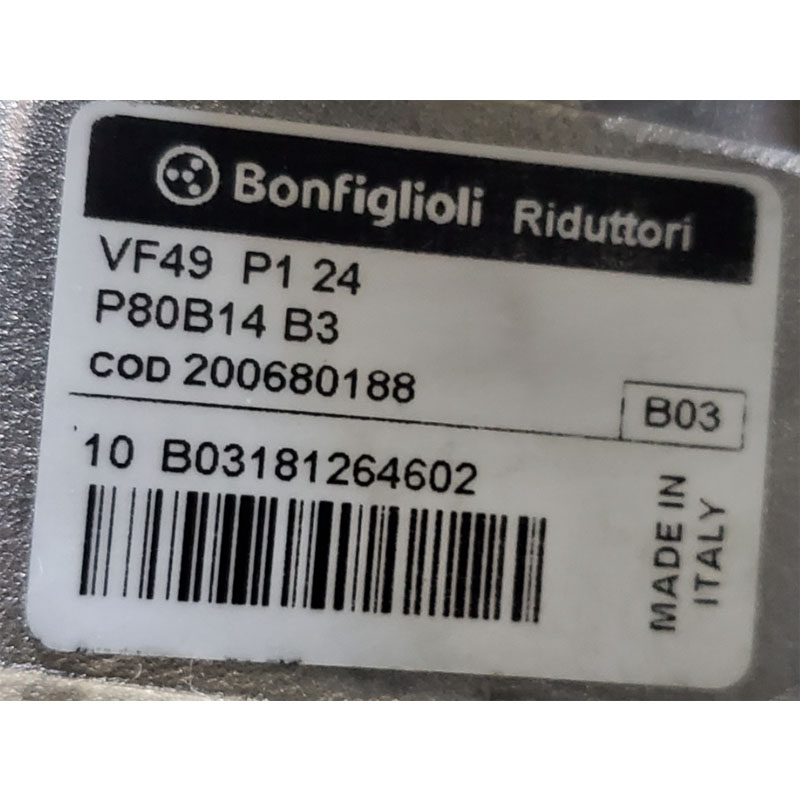 Bonfiglioli Riduttori
VF49 P1 24
P80B14 B3
COD 200680188
B03
10 B03181264602
MADE IN
ITALY